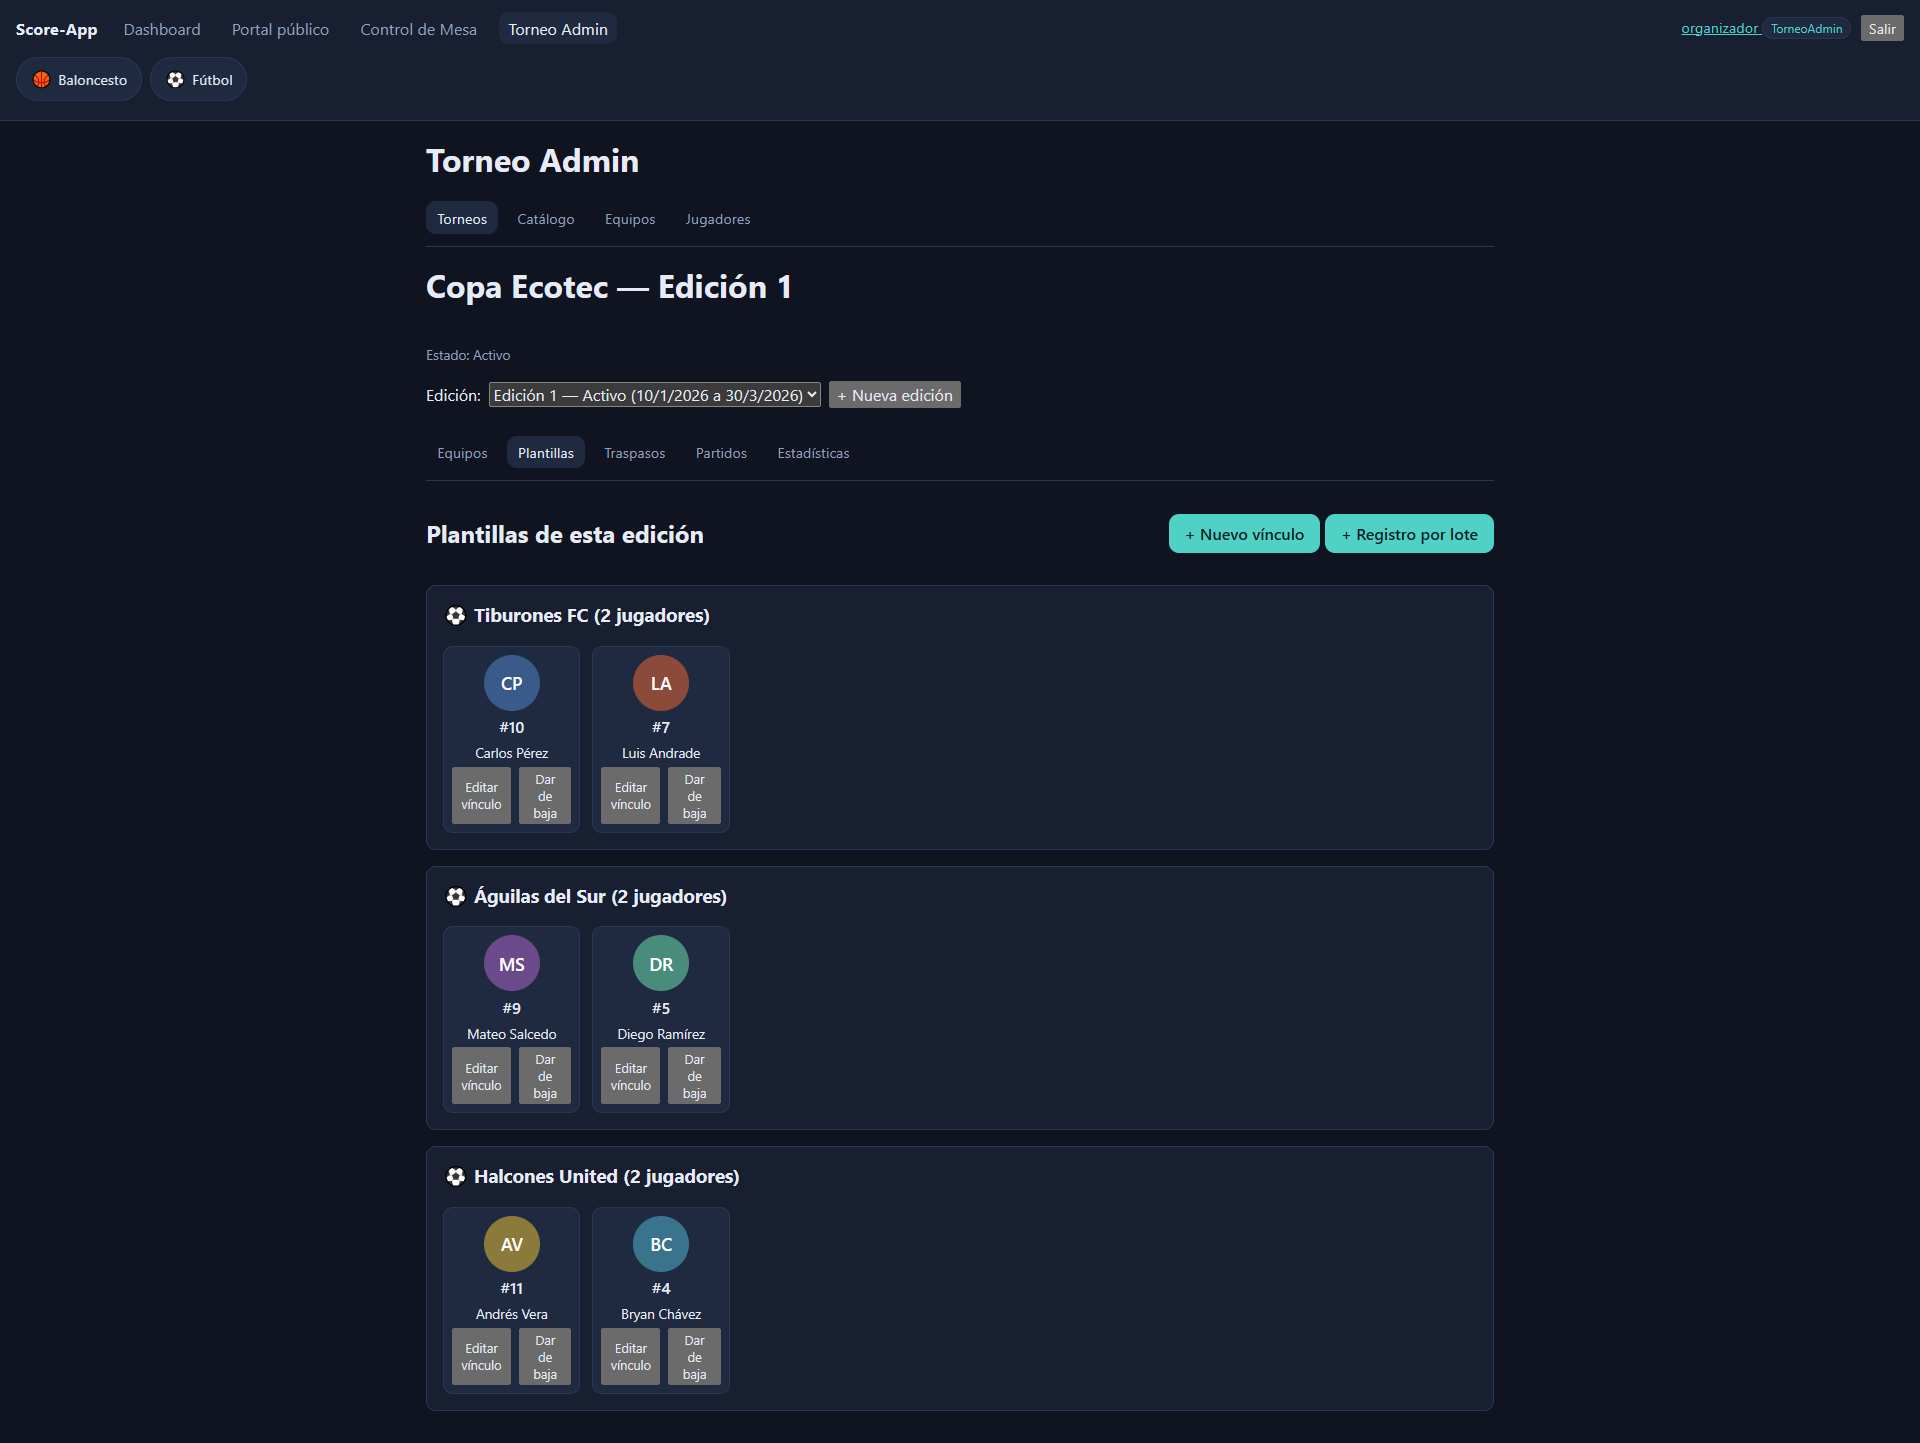 Score-App Dashboard Portal público Control de Mesa Torneo Admin organizador TorneoAdmin Salir
Baloncesto Fútbol
Torneo Admin
Torneos Catálogo Equipos Jugadores
Copa Ecotec — Edición 1
Estado: Activo
Edición: Edición 1 — Activo (10/1/2026 a 30/3/2026) + Nueva edición
Equipos Plantillas Traspasos Partidos Estadísticas
Plantillas de esta edición + Nuevo vínculo + Registro por lote
Tiburones FC (2 jugadores)
CP LA
#10 #7
Carlos Pérez Luis Andrade
Editar vínculo Dar de baja Editar vínculo Dar de baja
Águilas del Sur (2 jugadores)
MS DR
#9 #5
Mateo Salcedo Diego Ramírez
Editar vínculo Dar de baja Editar vínculo Dar de baja
Halcones United (2 jugadores)
AV BC
#11 #4
Andrés Vera Bryan Chávez
Editar vínculo Dar de baja Editar vínculo Dar de baja